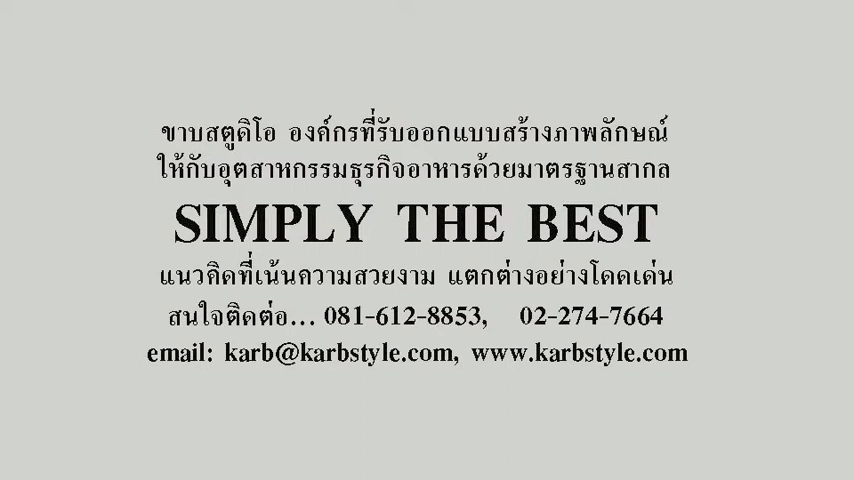 ขาบสตูดิโอ องค์กรที่รับออกแบบสร้างภาพลักษณ์
ให้กับอุตสาหกรรมธุรกิจอาหารด้วยมาตรฐานสากล
SIMPLY THE BEST
แนวคิดที่เน้นความสวยงาม แตกต่างอย่างโดดเด่น
สนใจติดต่อ... 081-612-8853, 02-274-7664
email: karb@karbstyle.com, www.karbstyle.com